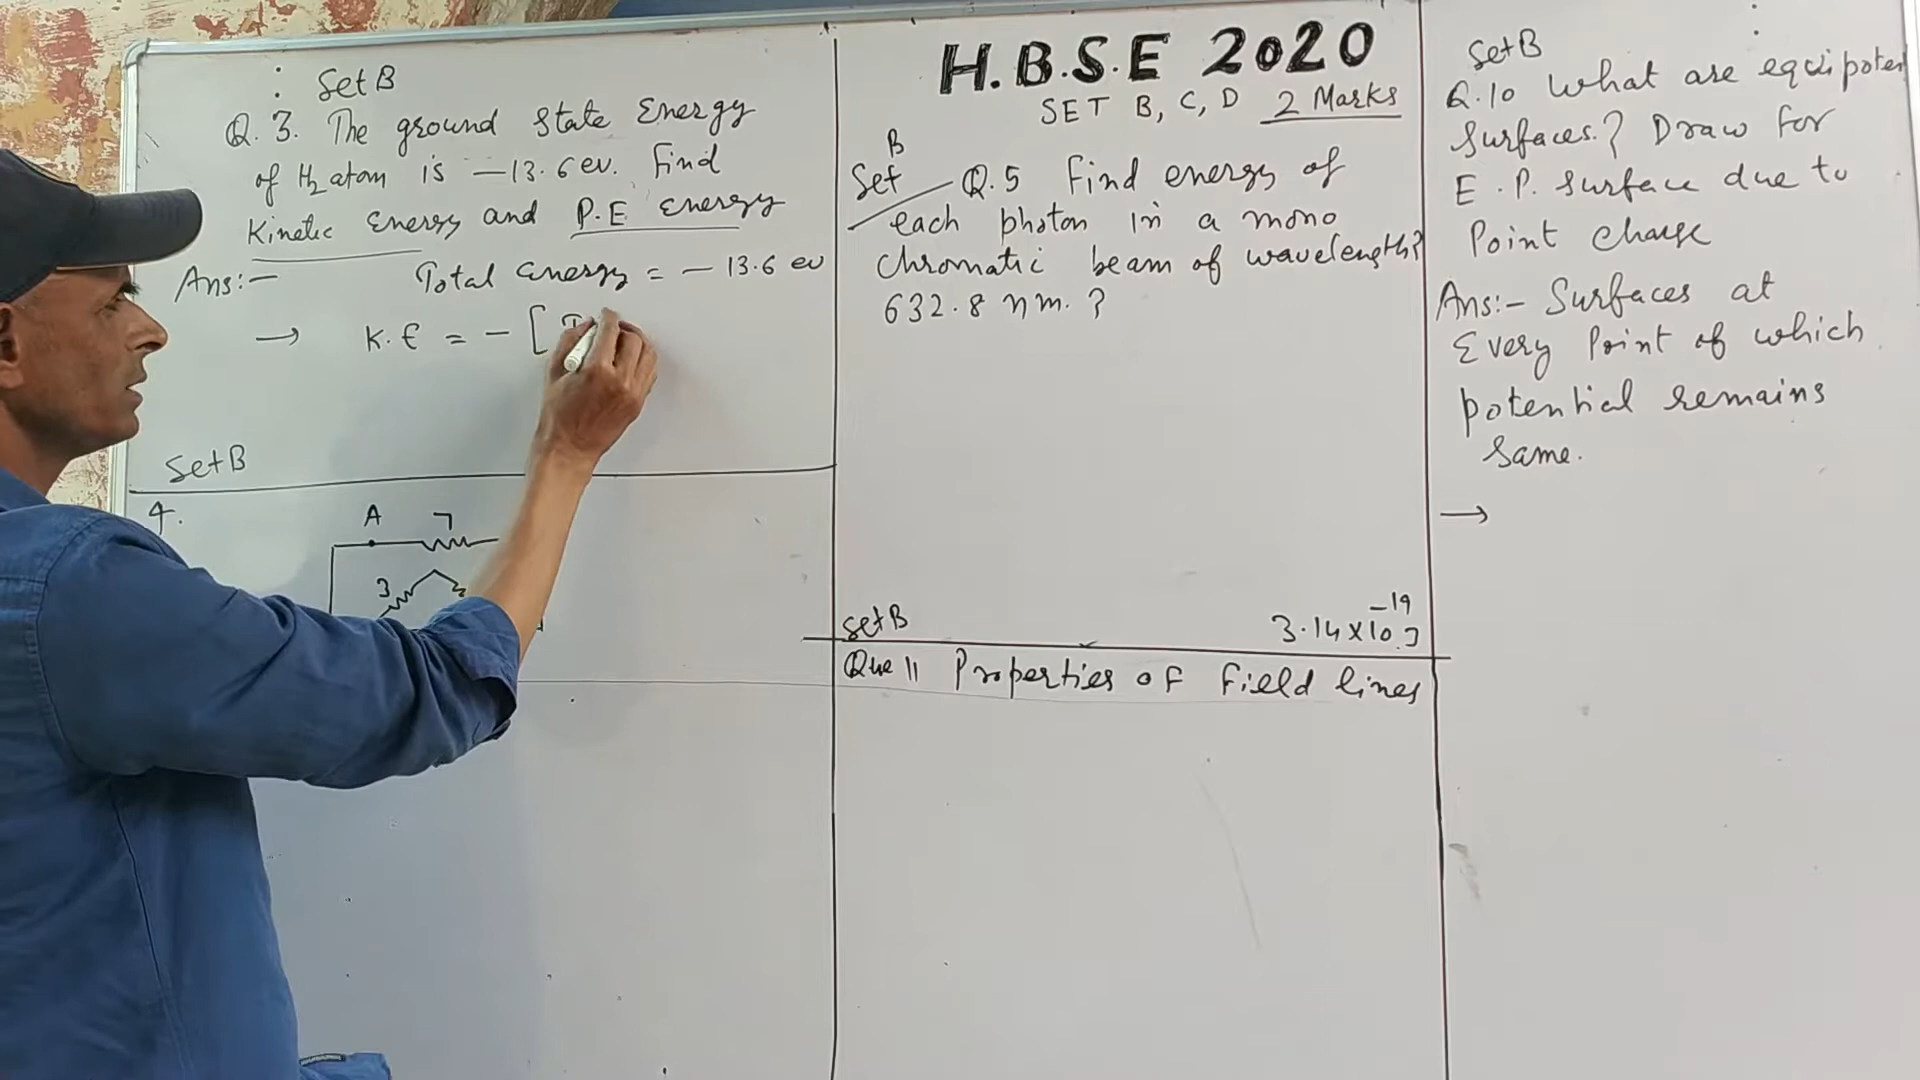 Set B
Q. 3. The ground State Energy
of H2 atom is -13.6 ev. Find
Kinetic Energy and P.E Energy
Ans:- Total energy = - 13.6 ev
→ K.E = - [
Set B
4.
A 7
3
H.B.S.E 2020
SET B, C, D 2 Marks
B
Set Q.5 Find energy of
each photon in a mono
chromatic beam of wavelength?
632.8 nm. ?
3.14×10^-19 J
Set B
Que 11 Properties of field lines
Set B
Q.10 What are equipoten
Surfaces? Draw for
E.P. Surface due to
Point charge
Ans:- Surfaces at
Every Point of which
potential remains
Same.
→